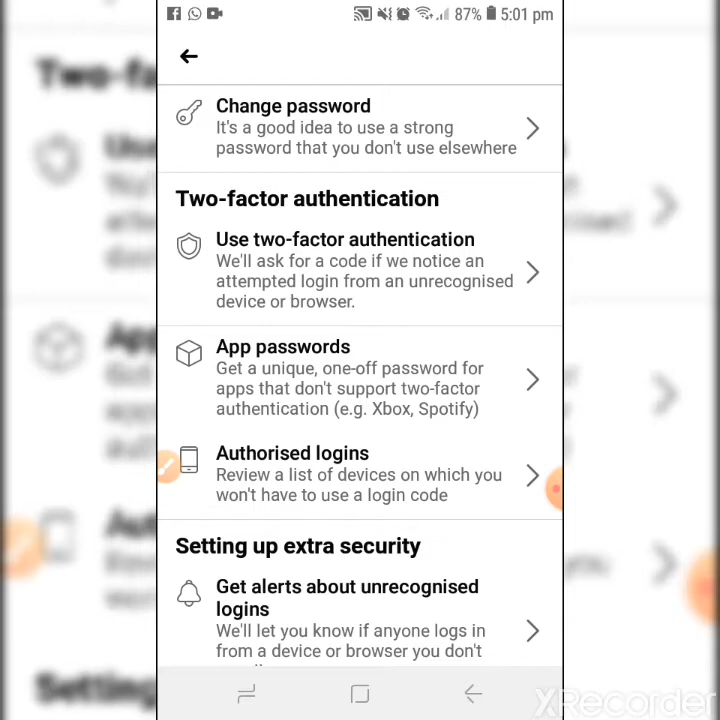 87% 5:01 pm
Change password
It's a good idea to use a strong
password that you don't use elsewhere
Two-factor authentication
Use two-factor authentication
We'll ask for a code if we notice an
attempted login from an unrecognised
device or browser.
App passwords
Get a unique, one-off password for
apps that don't support two-factor
authentication (e.g. Xbox, Spotify)
Authorised logins
Review a list of devices on which you
won't have to use a login code
Setting up extra security
Get alerts about unrecognised
logins
We'll let you know if anyone logs in
from a device or browser you don't
XRecorder